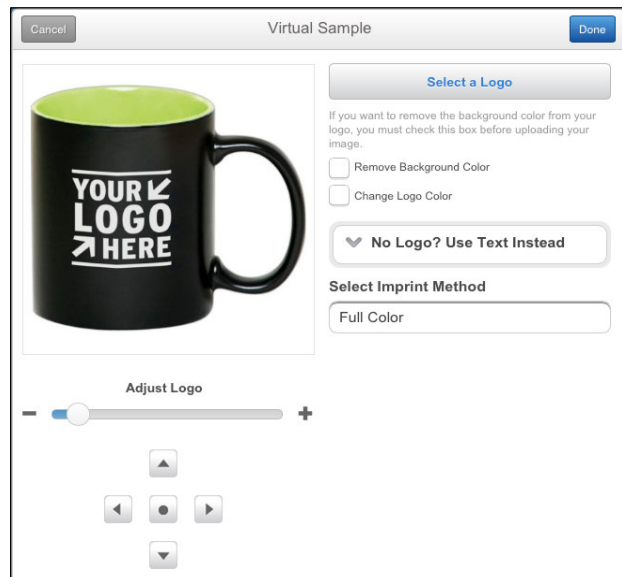 Cancel
Virtual Sample
Done
YOUR
LOGO
HERE
Select a Logo
If you want to remove the background color from your
logo, you must check this box before uploading your
image.
Remove Background Color
Change Logo Color
No Logo? Use Text Instead
Select Imprint Method
Full Color
Adjust Logo